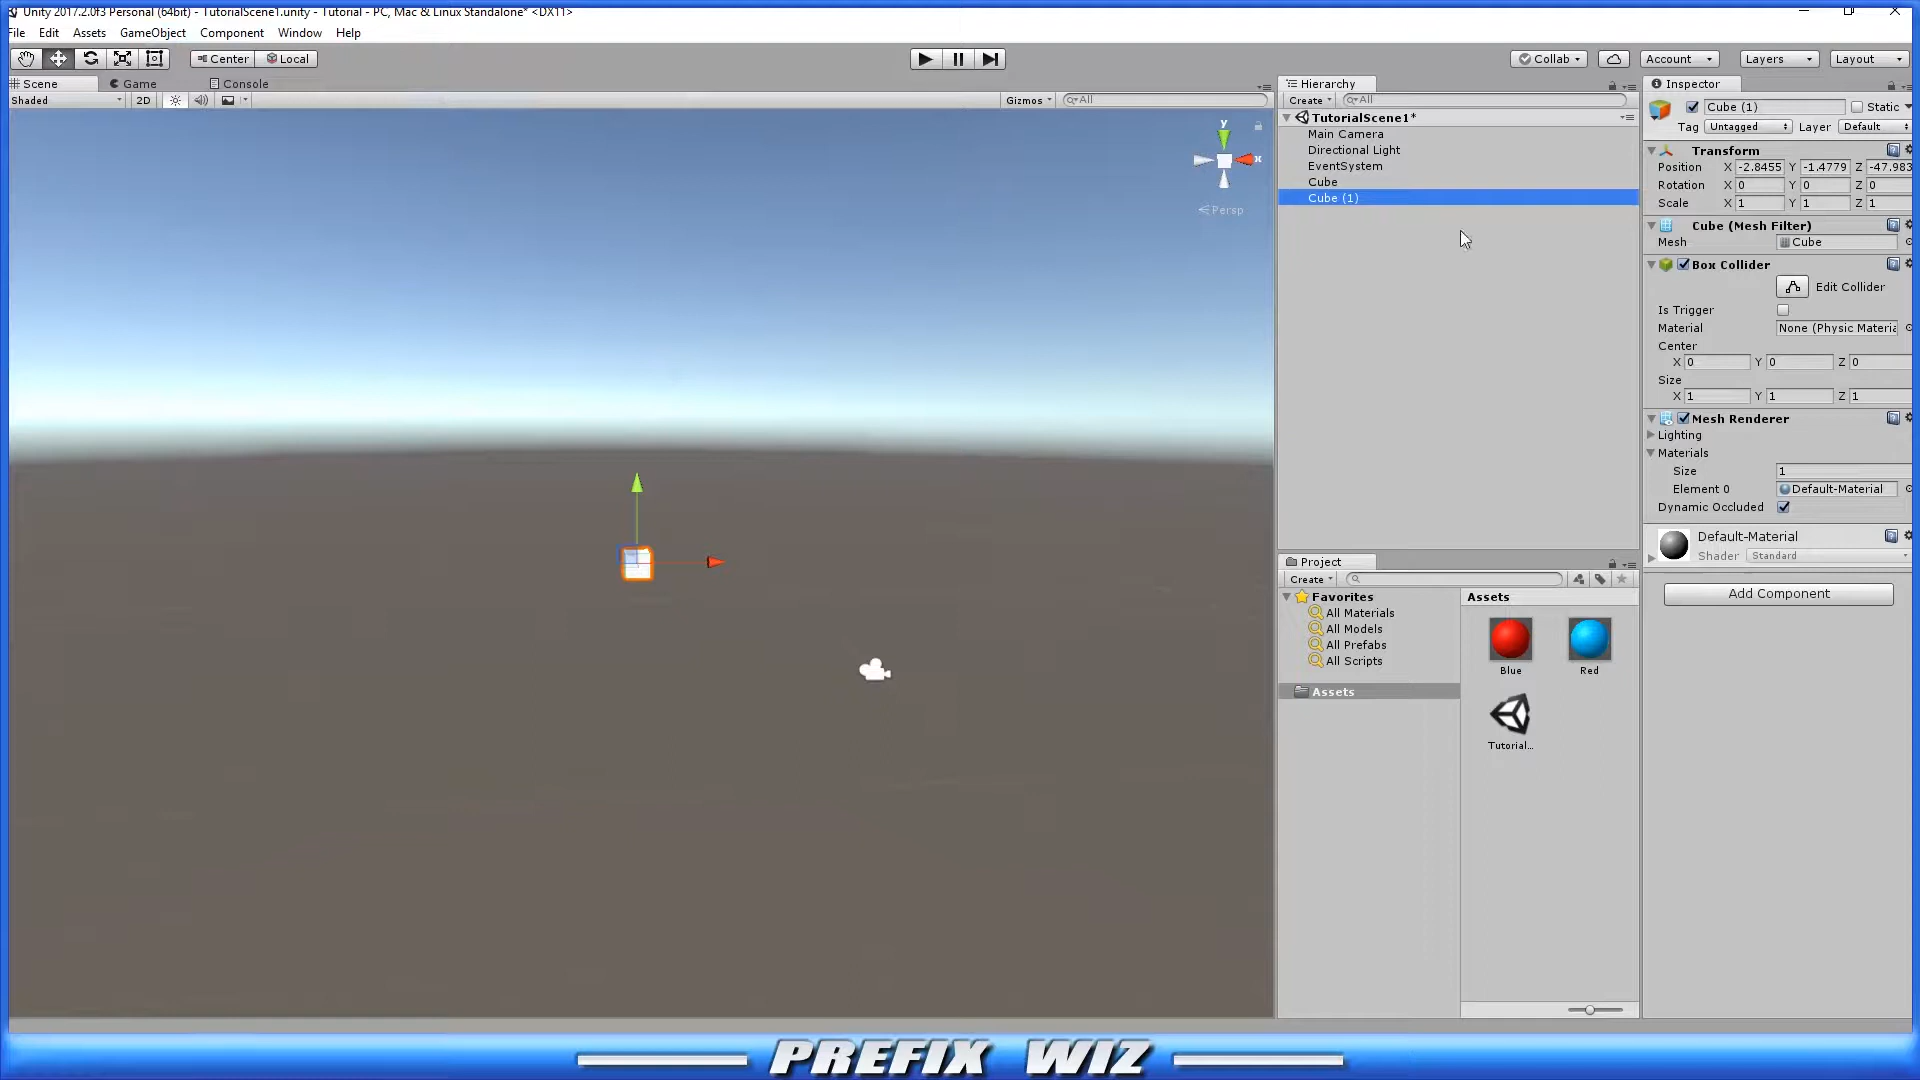 Unity 2017.2.0f3 Personal (64bit) - TutorialScene1.unity - Tutorial - PC, Mac & Linux Standalone* <DX11>
File Edit Assets GameObject Component Window Help
Center Local Collab Account Layers Layout
Scene Game Console
Shaded 2D Gizmos All
y
x
Persp
Hierarchy
Create All
TutorialScene1*
Main Camera
Directional Light
EventSystem
Cube
Cube (1)
Project
Create
Favorites
All Materials
All Models
All Prefabs
All Scripts
Assets
Assets
Blue Red
Tutorial...
Inspector
Cube (1) Static
Tag Untagged Layer Default
Transform
Position X -2.8455 Y -1.4779 Z -47.983
Rotation X 0 Y 0 Z 0
Scale X 1 Y 1 Z 1
Cube (Mesh Filter)
Mesh Cube
Box Collider
Edit Collider
Is Trigger
Material None (Physic Materia
Center
X 0 Y 0 Z 0
Size
X 1 Y 1 Z 1
Mesh Renderer
Lighting
Materials
Size 1
Element 0 Default-Material
Dynamic Occluded
Default-Material
Shader Standard
Add Component
PREFIX WIZ